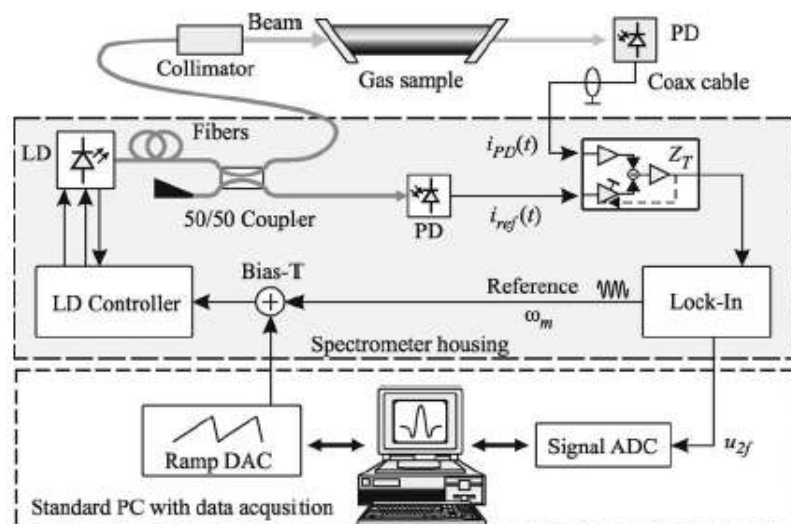 Beam
Collimator
Gas sample
PD
Coax cable
Fibers
LD
50/50 Coupler
PD
i_PD(t)
i_ref(t)
Z_T
LD Controller
Bias-T
Reference
ω_m
Lock-In
Spectrometer housing
Ramp DAC
Signal ADC
u_2f
Standard PC with data acqusition